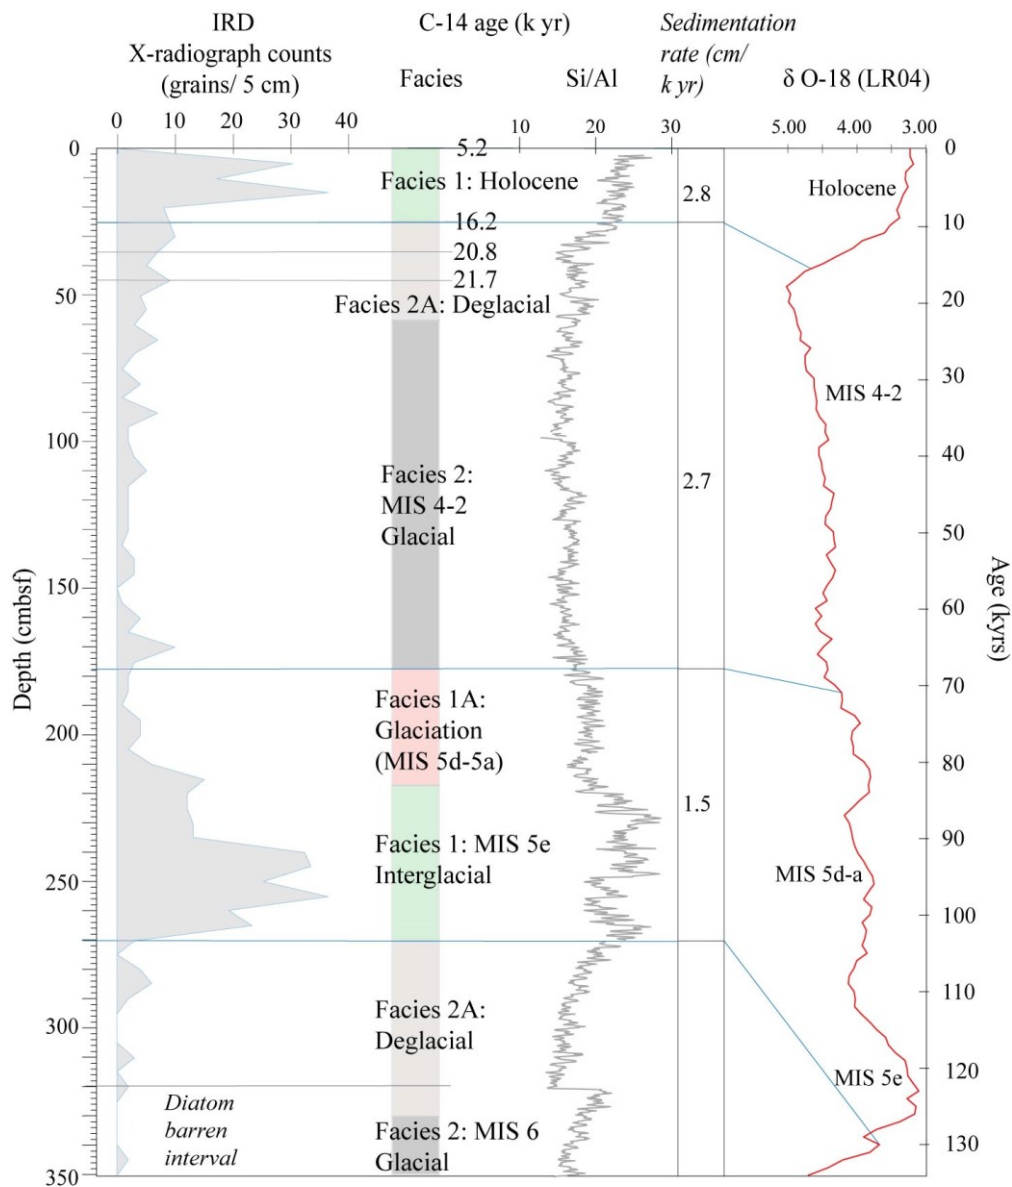 IRD
X-radiograph counts
(grains/ 5 cm)
C-14 age (k yr)
Facies
Si/Al
Sedimentation
rate (cm/
k yr)
δ O-18 (LR04)
0 10 20 30 40
10 20 30
5.00 4.00 3.00
0
50
100
150
200
250
300
350
Depth (cmbsf)
5.2
Facies 1: Holocene
16.2
20.8
21.7
Facies 2A: Deglacial
Facies 2:
MIS 4-2
Glacial
Facies 1A:
Glaciation
(MIS 5d-5a)
Facies 1: MIS 5e
Interglacial
Facies 2A:
Deglacial
Facies 2: MIS 6
Glacial
Diatom
barren
interval
2.8
2.7
1.5
Holocene
MIS 4-2
MIS 5d-a
MIS 5e
0
10
20
30
40
50
60
70
80
90
100
110
120
130
Age (kyrs)